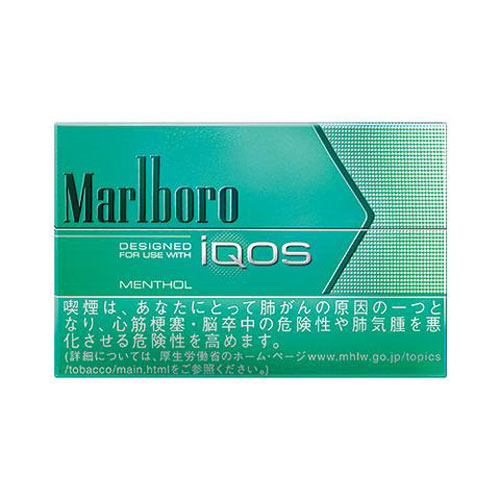 Marlboro
DESIGNED
FOR USE WITH
iQOS
MENTHOL
喫煙は、あなたにとって肺がんの原因の一つと
なり、心筋梗塞・脳卒中の危険性や肺気腫を悪
化させる危険性を高めます。
(詳細については、厚生労働省のホーム・ページwww.mhlw.go.jp/topics
/tobacco/main.htmlをご参照ください。)